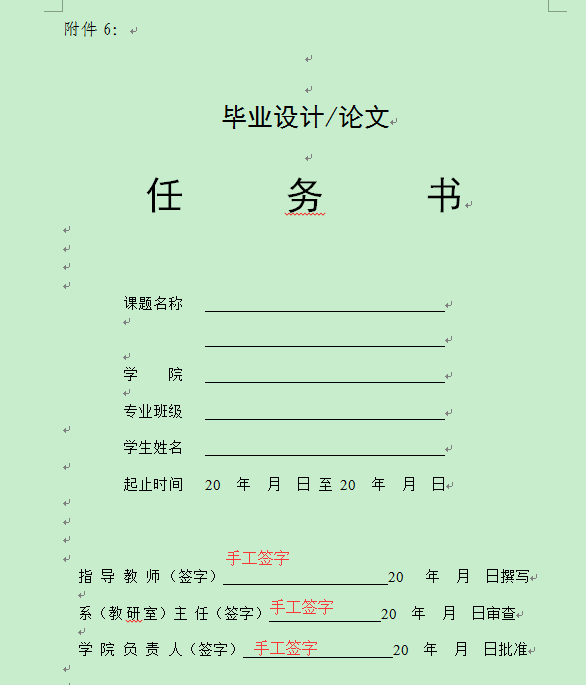 附件 6：
毕业设计/论文
任 务 书
课题名称
学 院
专业班级
学生姓名
起止时间 20 年 月 日 至 20 年 月 日
手工签字
指 导 教 师（签字）20 年 月 日撰写
系（教研室）主 任（签字）手工签字20 年 月 日审查
学 院 负 责 人（签字）手工签字20 年 月 日批准